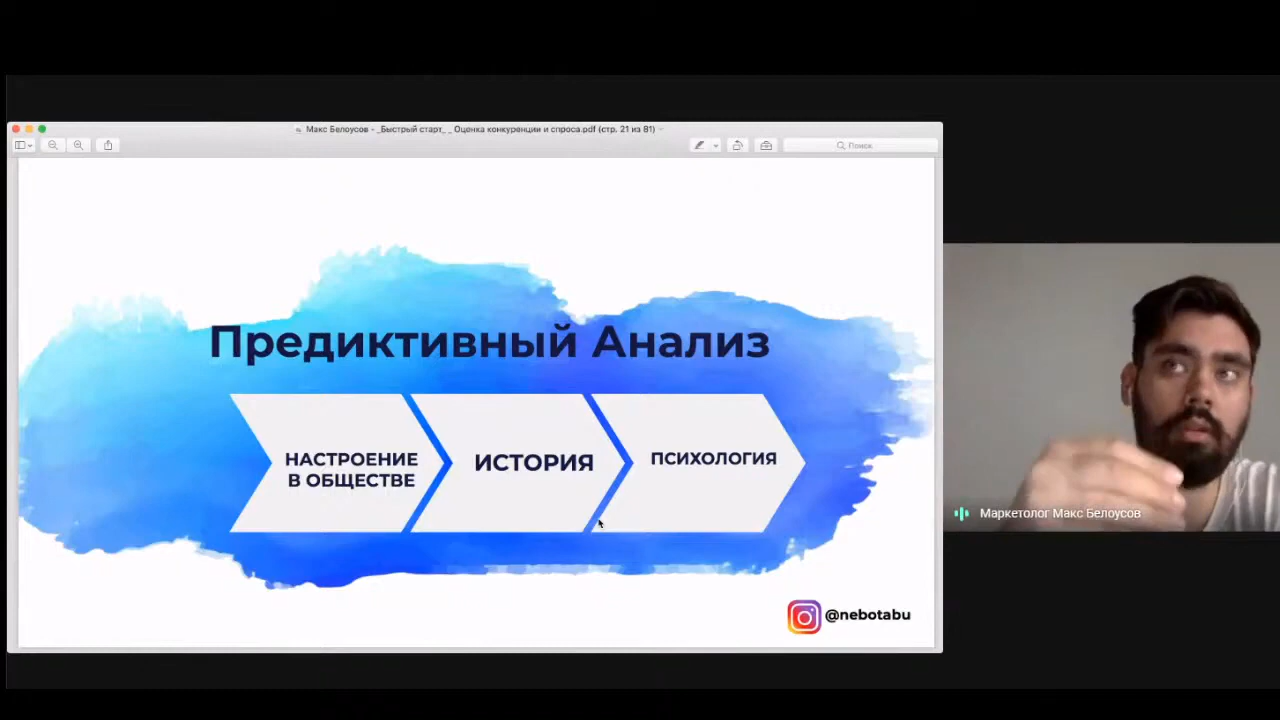 Макс Белоусов - _Быстрый старт_ _ Оценка конкуренции и спроса.pdf (стр. 21 из 81)
Поиск
Предиктивный Анализ
НАСТРОЕНИЕ
В ОБЩЕСТВЕ
ИСТОРИЯ
ПСИХОЛОГИЯ
Маркетолог Макс Белоусов
@nebotabu